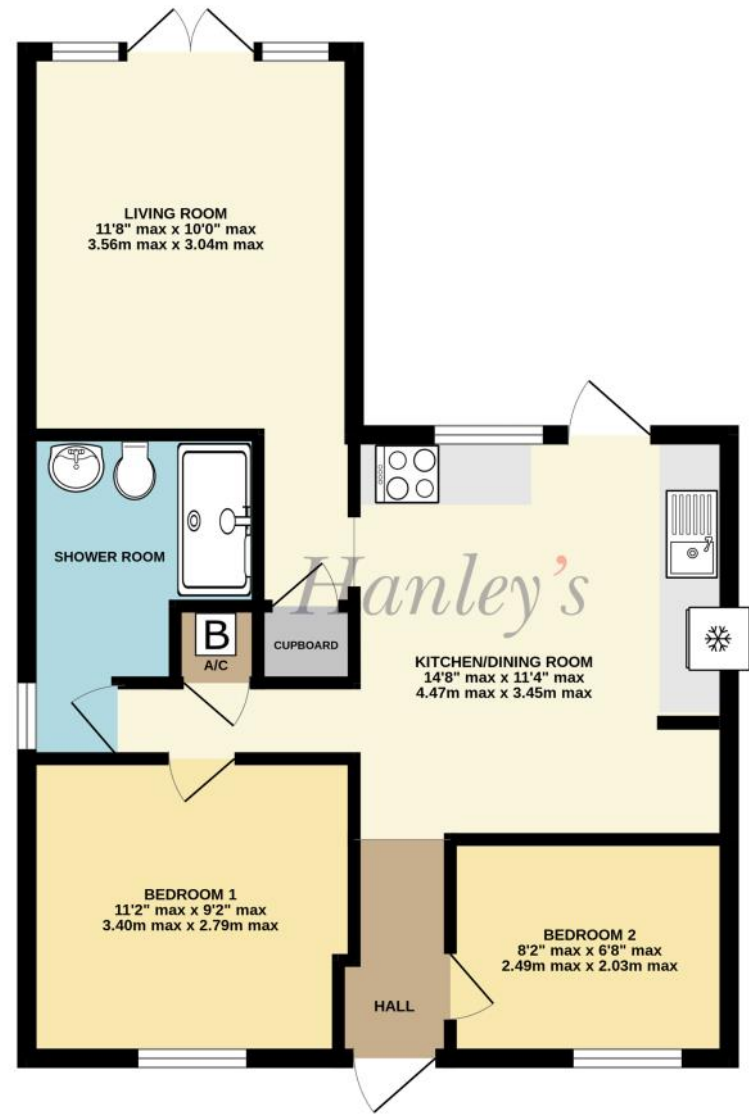 LIVING ROOM
11'8" max x 10'0" max
3.56m max x 3.04m max
SHOWER ROOM
Hanley's
B
A/C
CUPBOARD
KITCHEN/DINING ROOM
14'8" max x 11'4" max
4.47m max x 3.45m max
BEDROOM 1
11'2" max x 9'2" max
3.40m max x 2.79m max
BEDROOM 2
8'2" max x 6'8" max
2.49m max x 2.03m max
HALL